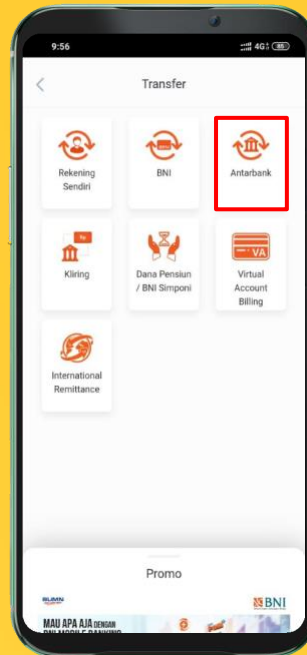 9:56
4G
85
Transfer
Rekening
Sendiri
BNI
Antarbank
Kliring
Dana Pensiun
/ BNI Simponi
VA
Virtual
Account
Billing
International
Remittance
Promo
BUMN
BNI
MAU APA AJA DENGAN
BNI MOBILE BANKING